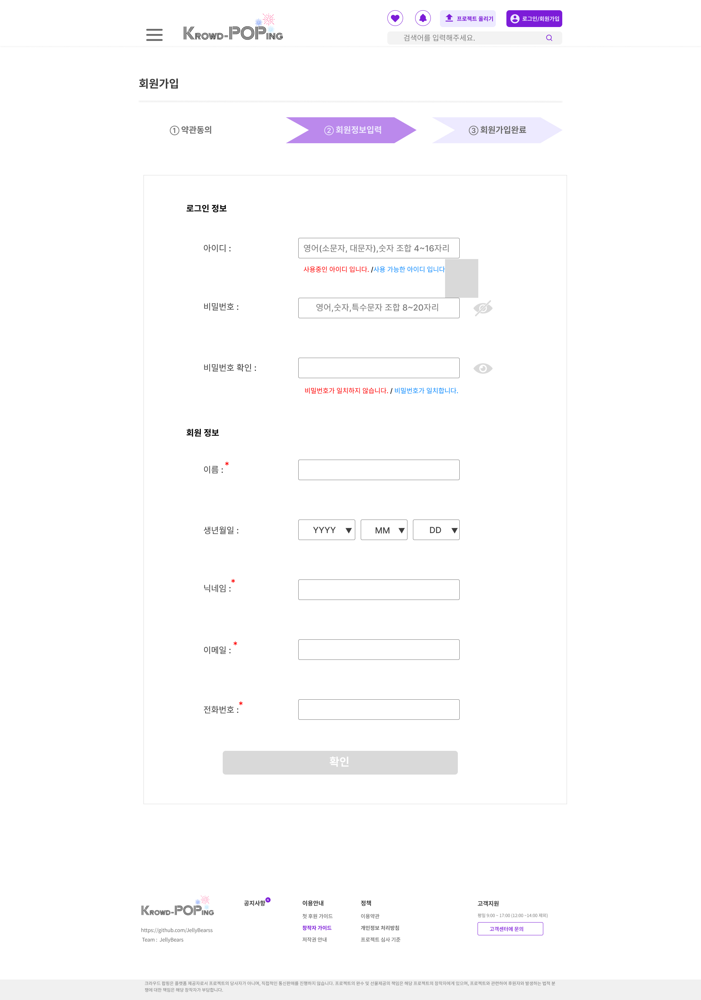 KROWD=POPING
프로젝트 올리기
로그인/회원가입
검색어를 입력해주세요.
회원가입
① 약관동의
② 회원정보입력
③ 회원가입완료
로그인 정보
아이디 :
영어(소문자, 대문자),숫자 조합 4~16자리
사용중인 아이디 입니다. /사용 가능한 아이디 입니다
비밀번호 :
영어,숫자,특수문자 조합 8~20자리
비밀번호 확인 :
비밀번호가 일치하지 않습니다. / 비밀번호가 일치합니다.
회원 정보
이름 : *
생년월일 :
YYYY ▼ MM ▼ DD ▼
닉네임 : *
이메일 : *
전화번호 : *
확인
KROWD-POPING
https://github.com/JellyBearss
Team : JellyBears
공지사항 N
이용안내
첫 후원 가이드
창작자 가이드
저작권 안내
정책
이용약관
개인정보 처리방침
프로젝트 심사 기준
고객지원
평일 9:00 ~ 17:00 (12:00 ~14:00 제외)
고객센터에 문의
크라우드 팝핑은 플랫폼 제공자로서 프로젝트의 당사자가 아니며, 직접적인 통신판매를 진행하지 않습니다. 프로젝트의 완수 및 선물제공의 책임은 해당 프로젝트의 창작자에게 있으며, 프로젝트와 관련하여 후원자와 발생하는 법적 분
쟁에 대한 책임은 해당 창작자가 부담합니다.